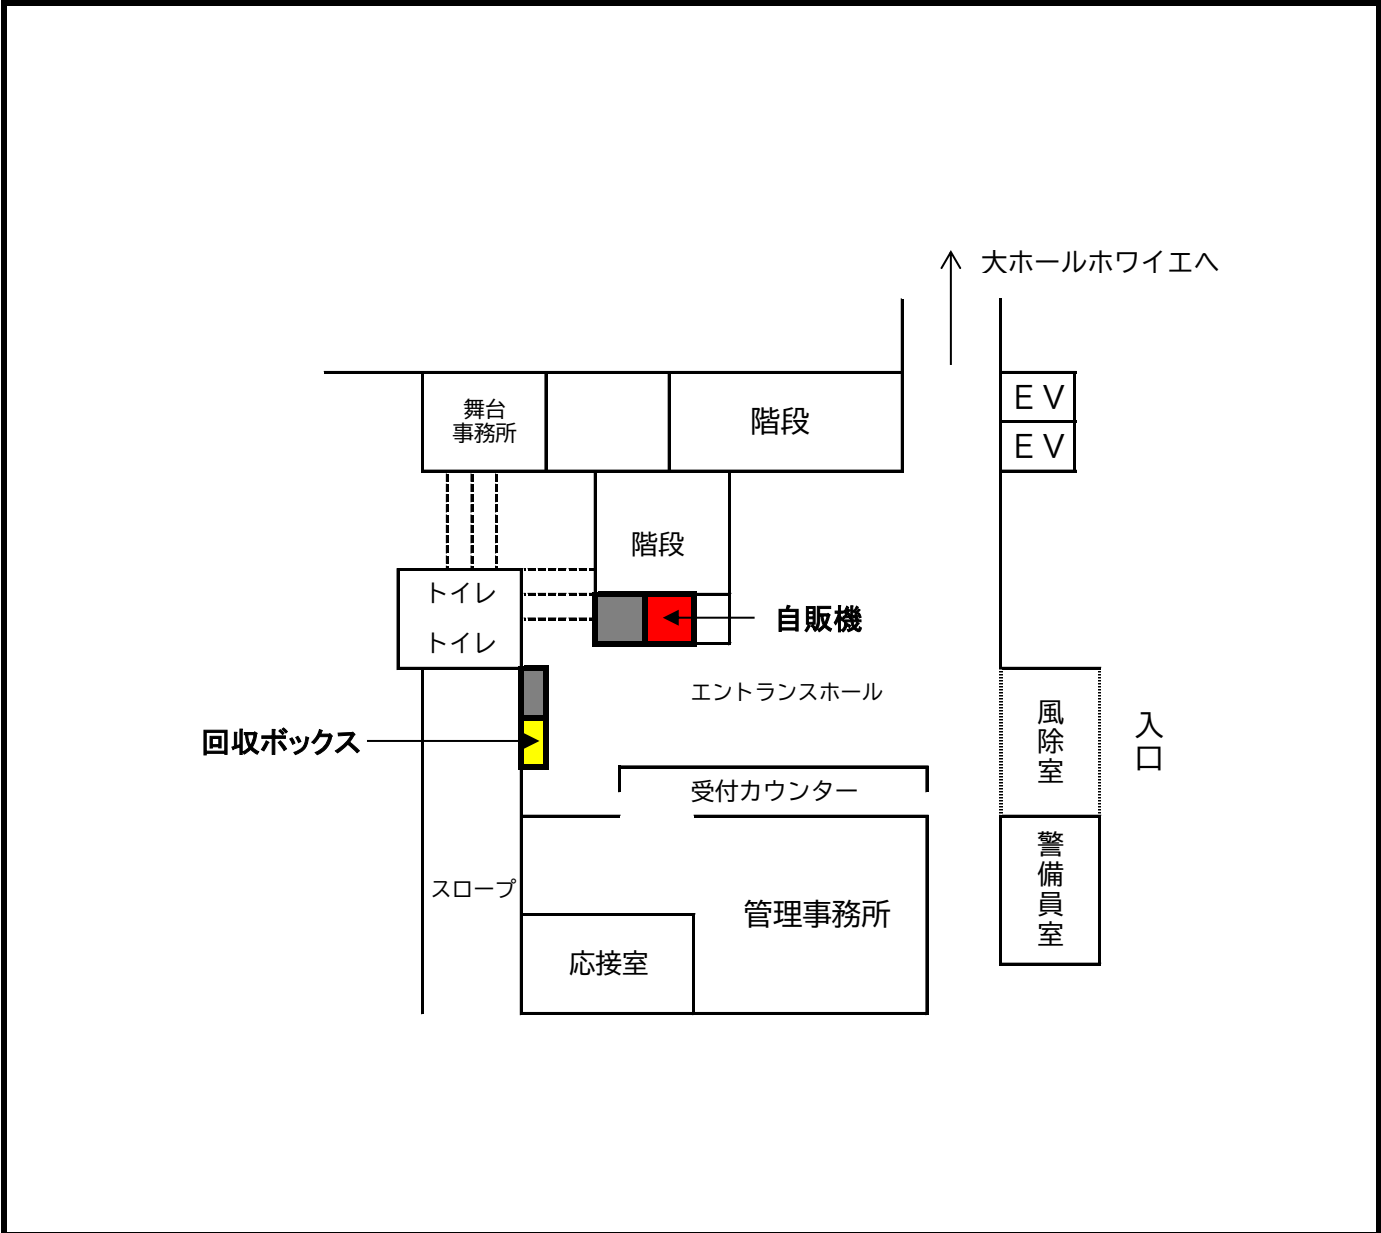 大ホールホワイエへ
ＥＶ
ＥＶ
舞台
事務所
階段
階段
トイレ
トイレ
自販機
エントランスホール
回収ボックス
風除室
入口
受付カウンター
警備員室
スロープ
管理事務所
応接室